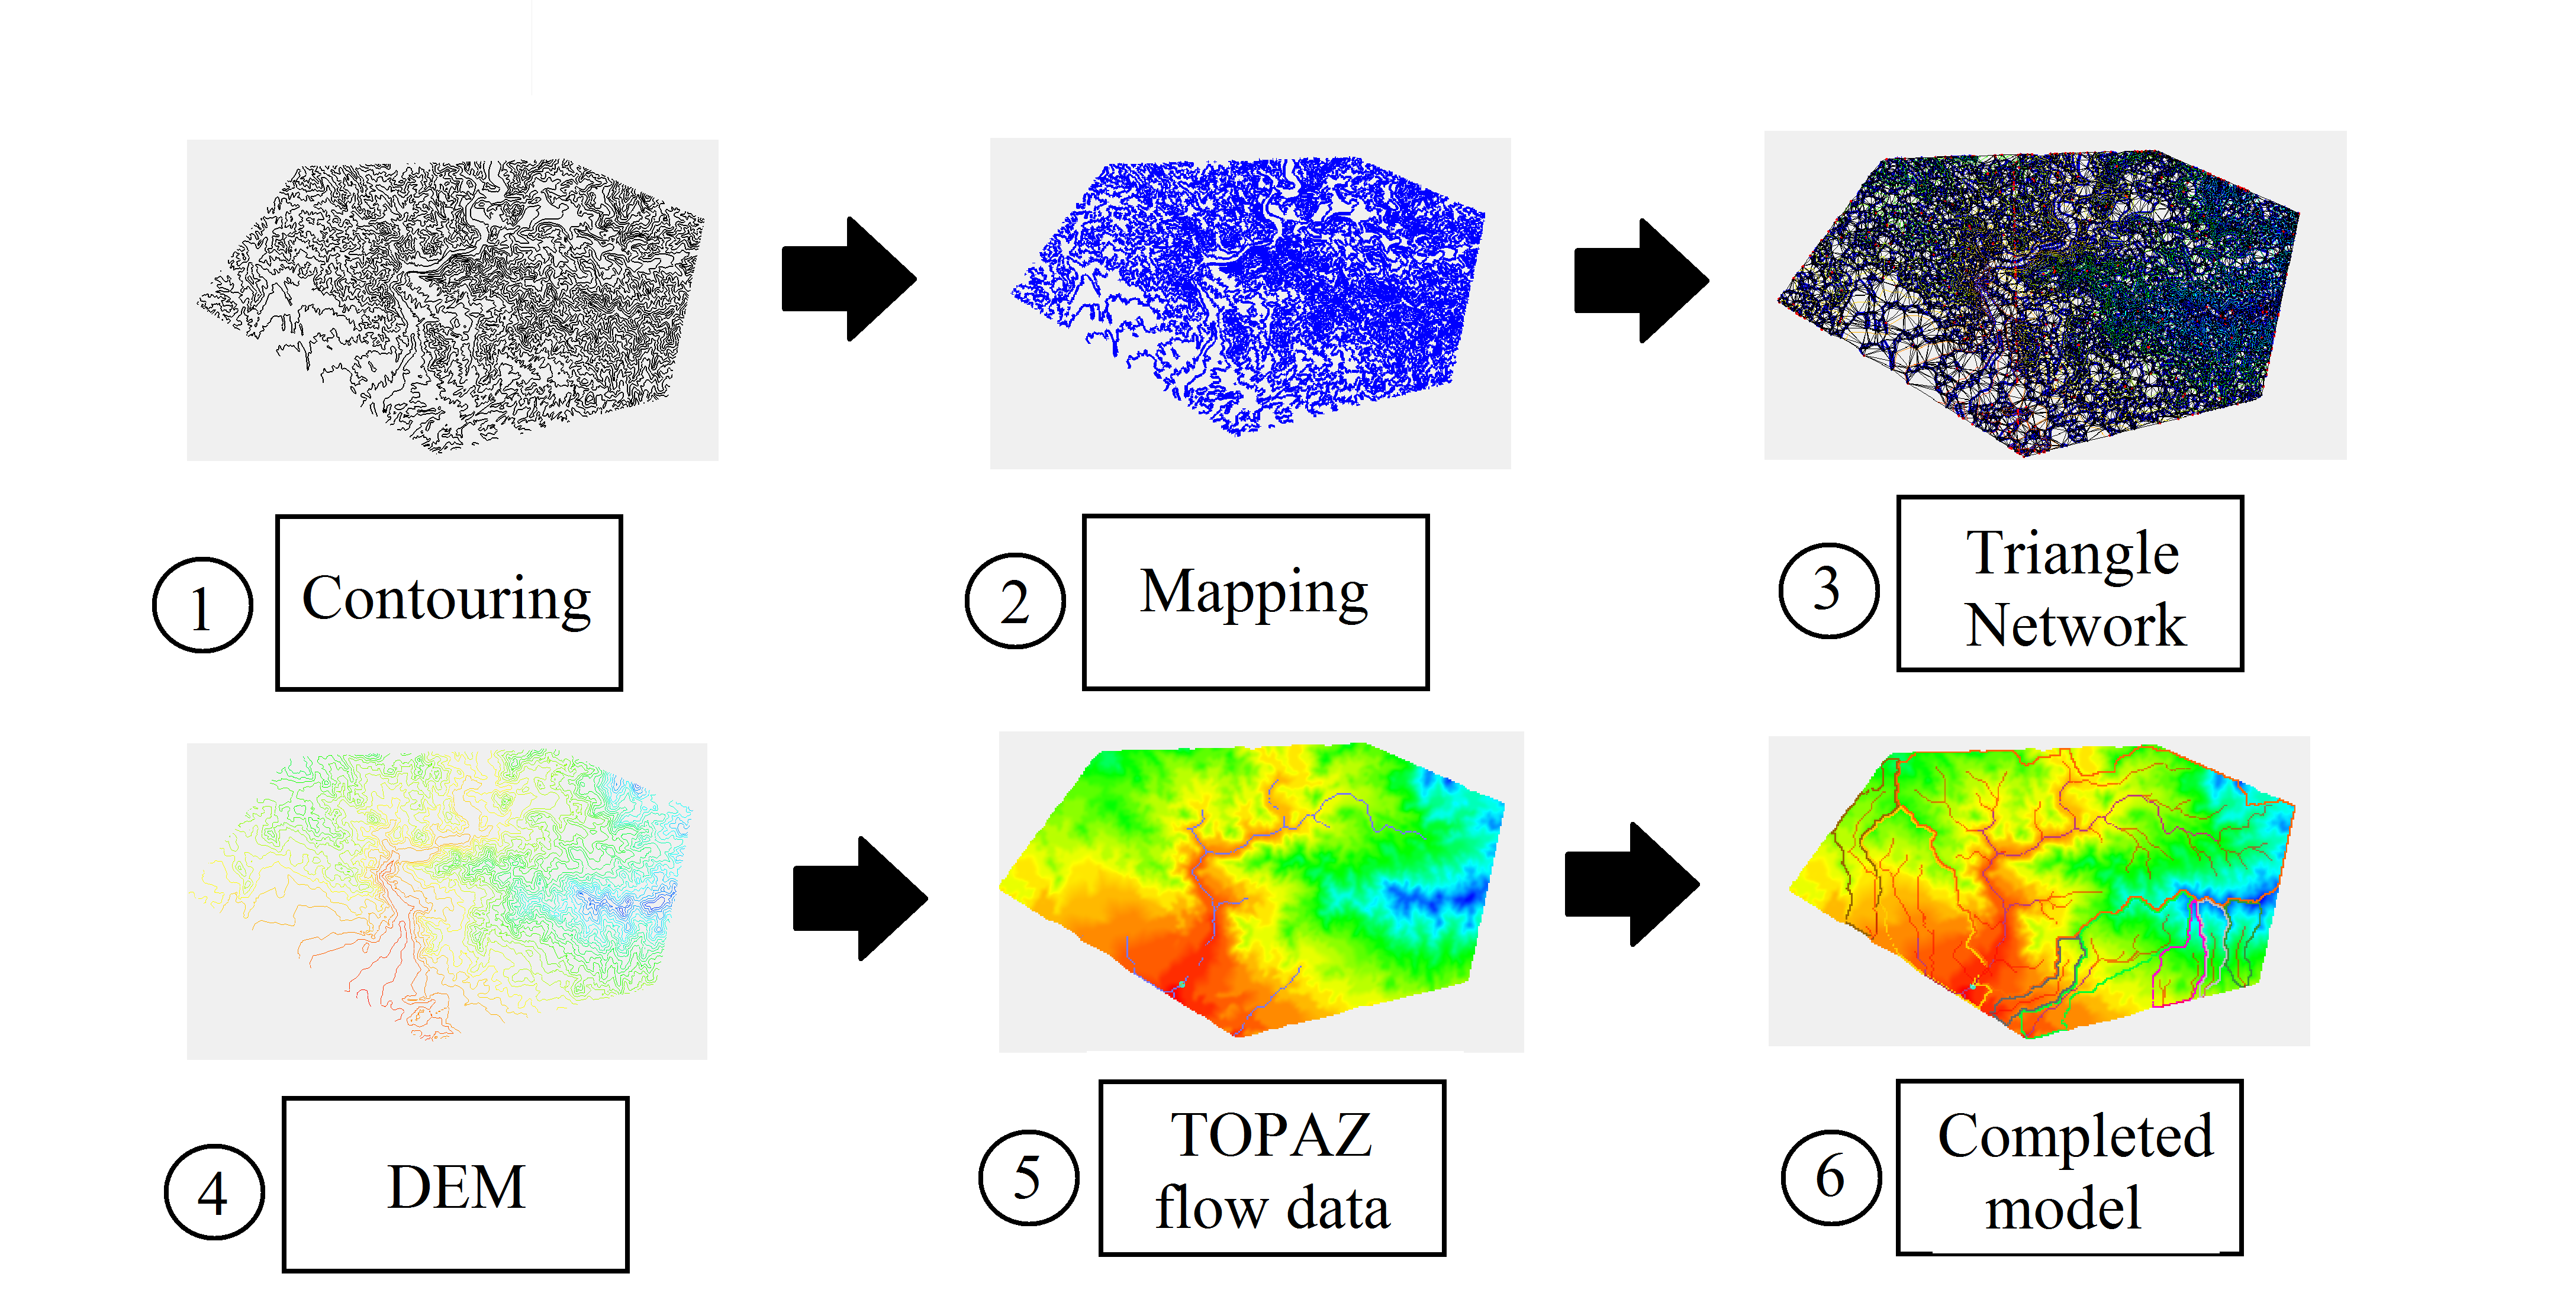 1
Contouring
2
Mapping
3
Triangle
Network
4
DEM
5
TOPAZ
flow data
6
Completed
model